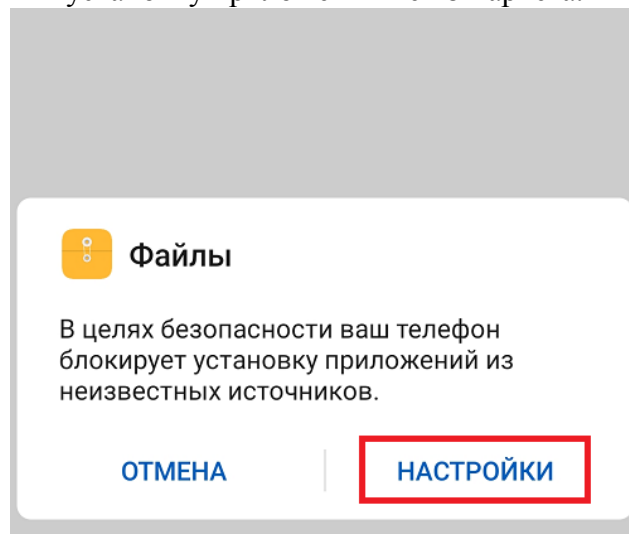 Файлы
В целях безопасности ваш телефон
блокирует установку приложений из
неизвестных источников.
ОТМЕНА
НАСТРОЙКИ